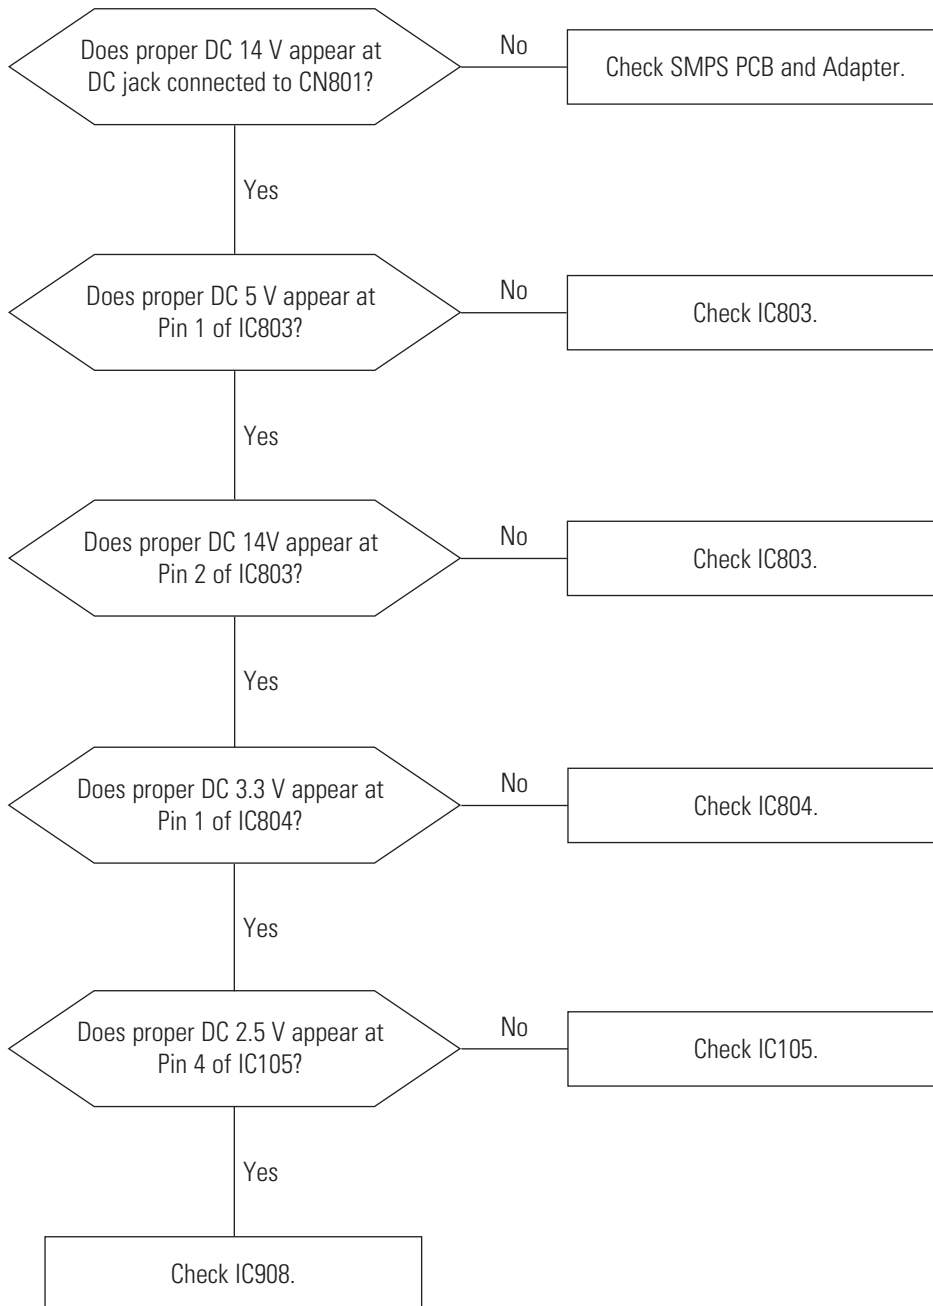 Does proper DC 14 V appear at
DC jack connected to CN801?
No
Check SMPS PCB and Adapter.
Yes
Does proper DC 5 V appear at
Pin 1 of IC803?
No
Check IC803.
Yes
Does proper DC 14V appear at
Pin 2 of IC803?
No
Check IC803.
Yes
Does proper DC 3.3 V appear at
Pin 1 of IC804?
No
Check IC804.
Yes
Does proper DC 2.5 V appear at
Pin 4 of IC105?
No
Check IC105.
Yes
Check IC908.